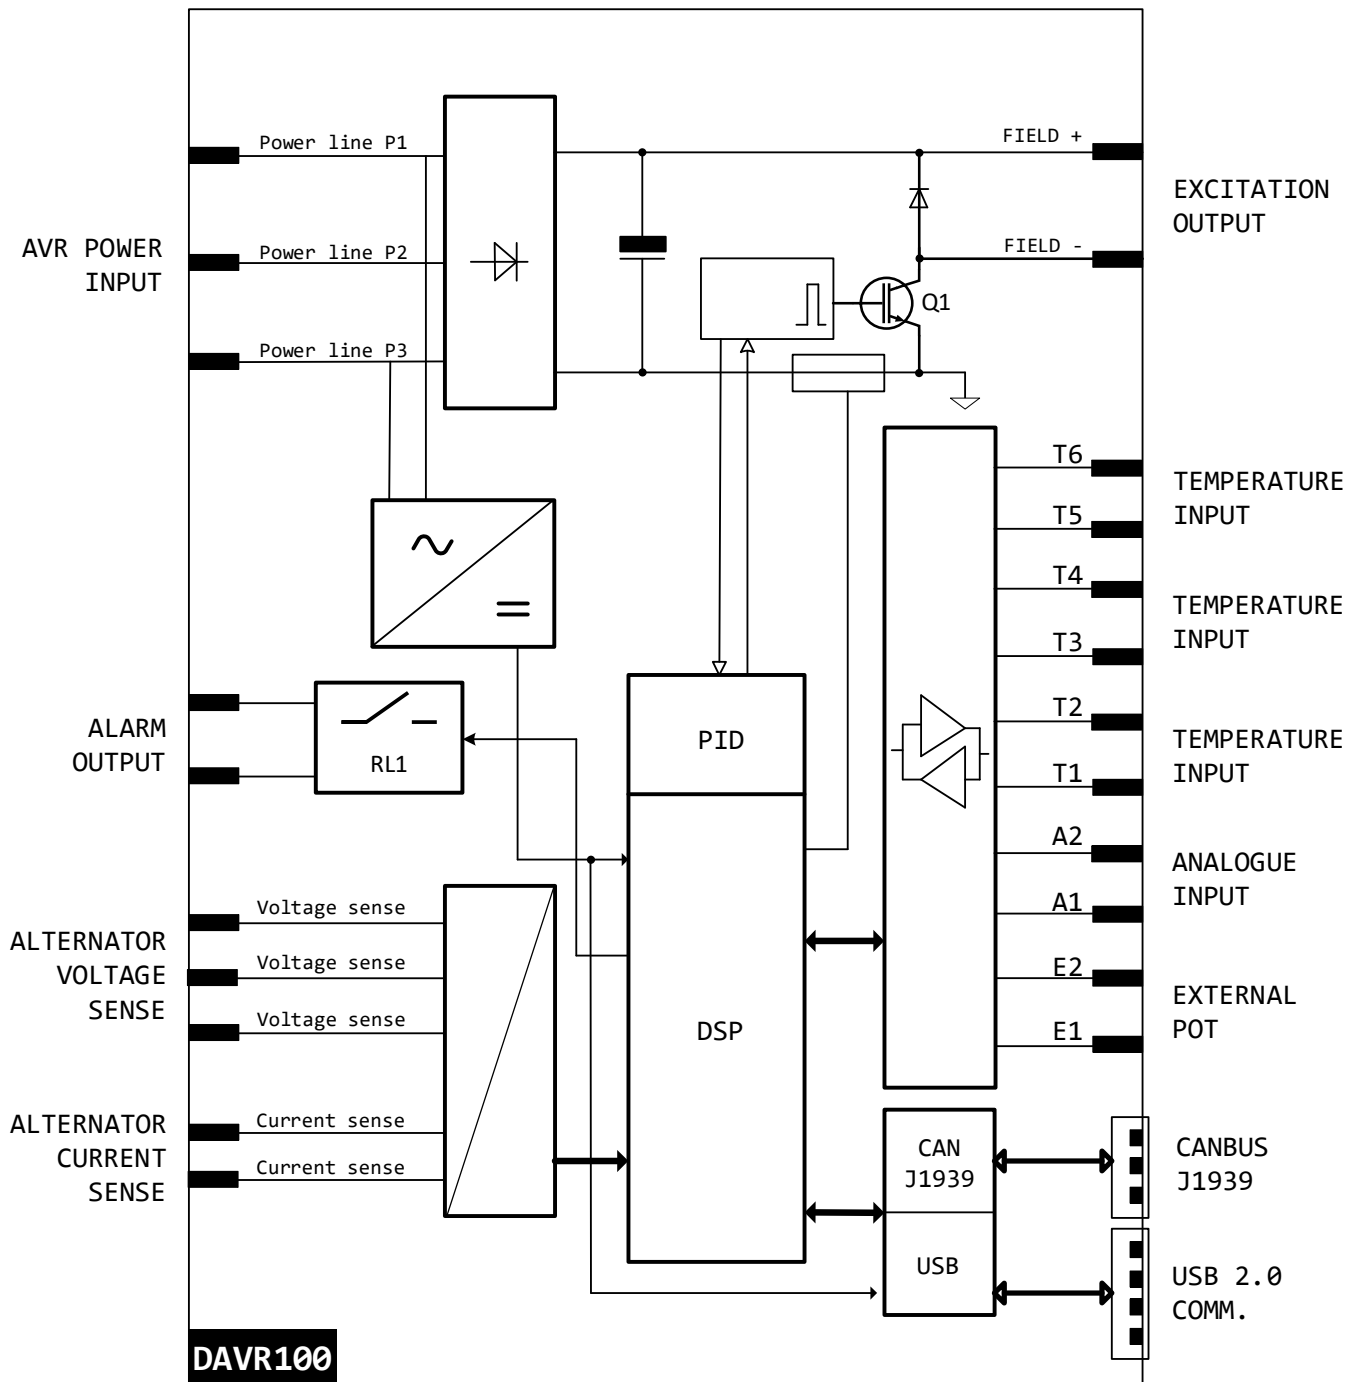 Power line P1
Power line P2
Power line P3
AVR POWER
INPUT
FIELD +
FIELD -
EXCITATION
OUTPUT
Q1
T6
T5
TEMPERATURE
INPUT
T4
T3
TEMPERATURE
INPUT
T2
T1
TEMPERATURE
INPUT
A2
A1
ANALOGUE
INPUT
E2
E1
EXTERNAL
POT
ALARM
OUTPUT
RL1
PID
DSP
Voltage sense
Voltage sense
Voltage sense
ALTERNATOR
VOLTAGE
SENSE
Current sense
Current sense
ALTERNATOR
CURRENT
SENSE
CAN
J1939
USB
CANBUS
J1939
USB 2.0
COMM.
DAVR100